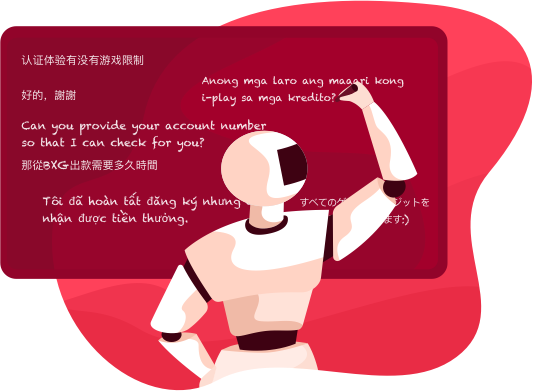 认证体验有没有游戏限制
Anong mga laro ang maaari kong
i-play sa mga kredito?
好的，謝謝
Can you provide your account number
so that I can check for you?
那從BXG出款需要多久時間
Tôi đã hoàn tất đăng ký nhưng
nhận được tiền thưởng.
すべての
ジットを
ます:)